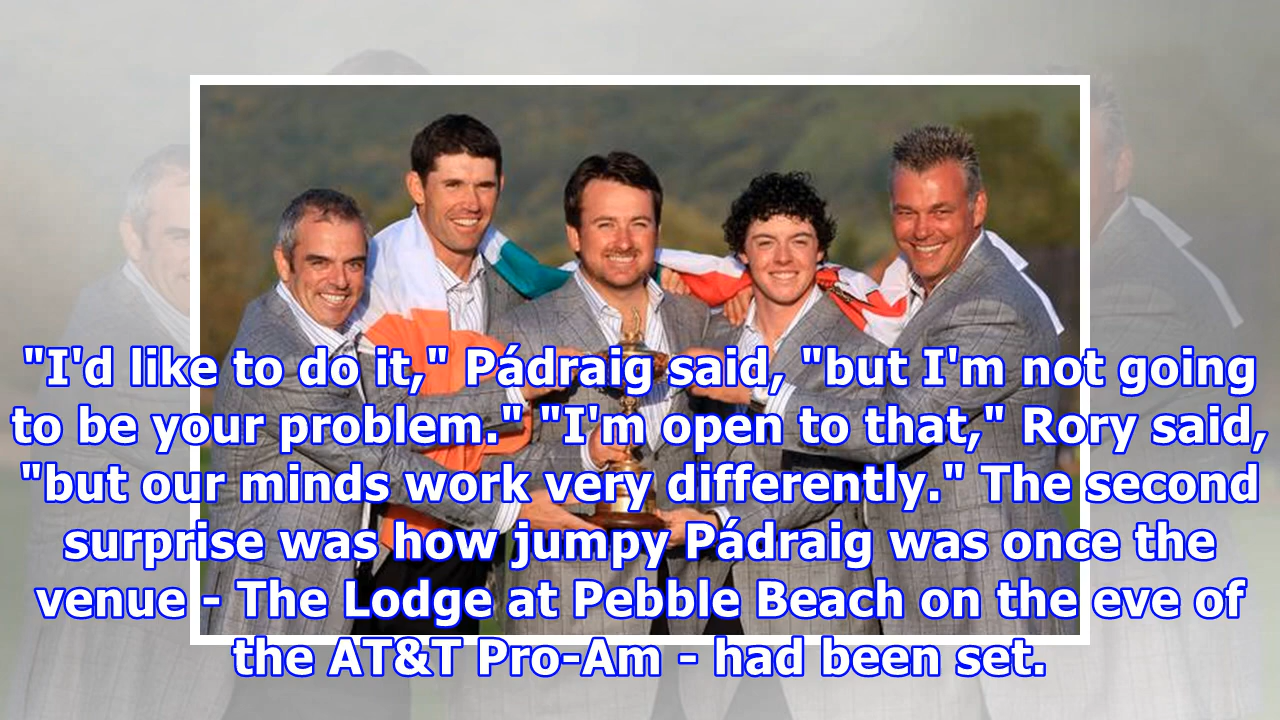 "I'd like to do it," Pádraig said, "but I'm not going
to be your problem." "I'm open to that," Rory said,
"but our minds work very differently." The second
surprise was how jumpy Pádraig was once the
venue - The Lodge at Pebble Beach on the eve of
the AT&T Pro-Am - had been set.